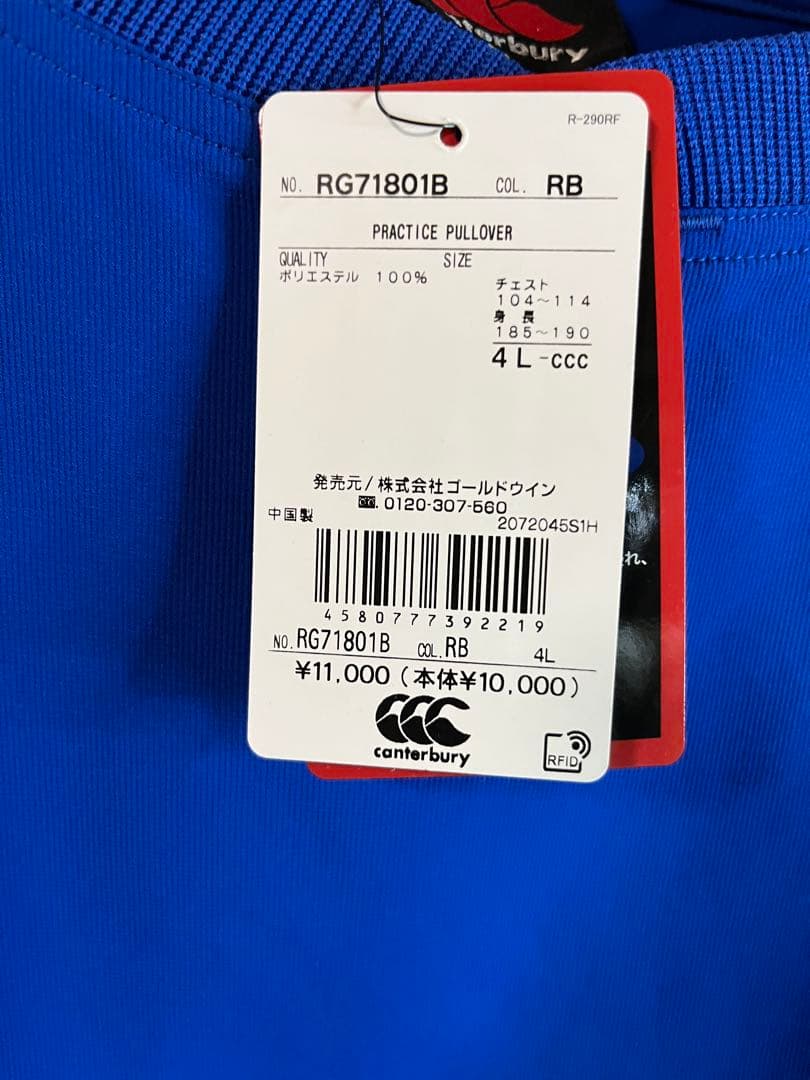 canterbury
R-290RF
NO. RG71801B COL. RB
PRACTICE PULLOVER
QUALITY SIZE
ポリエステル 100%
チェスト
104~114
身長
185~190
4L-CCC
発売元/株式会社ゴールドウイン
☎. 0120-307-560
中国製 2072045S1H
4580777392219
NO. RG71801B COL. RB 4L
¥11,000(本体¥10,000)
canterbury
RFID
れ、